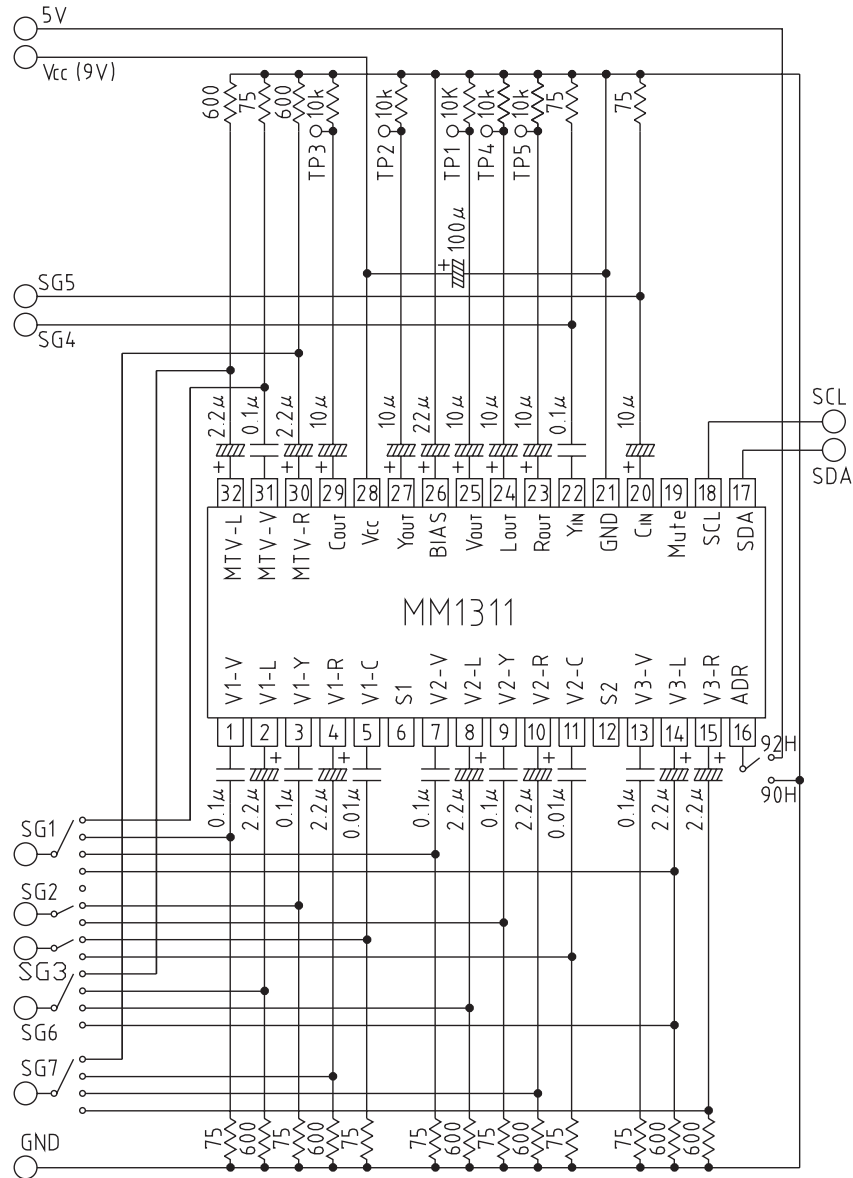 5V
Vcc (9V)
600
75
600
10k
10k
10K
10k
10k
75
75
TP3
TP2
TP1
TP4
TP5
+
100μ
SG5
SG4
2.2μ
0.1μ
2.2μ
10μ
10μ
22μ
10μ
10μ
10μ
0.1μ
10μ
SCL
SDA
+ + + + + + + + +
32 31 30 29 28 27 26 25 24 23 22 21 20 19 18 17
MTV-L
MTV-V
MTV-R
COUT
VCC
YOUT
BIAS
VOUT
LOUT
ROUT
YIN
GND
CIN
Mute
SCL
SDA
MM1311
V1-V
V1-L
V1-Y
V1-R
V1-C
S1
V2-V
V2-L
V2-Y
V2-R
V2-C
S2
V3-V
V3-L
V3-R
ADR
1 2 3 4 5 6 7 8 9 10 11 12 13 14 15 16
+ + + + + +
92H
90H
0.1μ
2.2μ
0.1μ
2.2μ
0.01μ
0.1μ
2.2μ
0.1μ
2.2μ
0.01μ
0.1μ
2.2μ
2.2μ
SG1
SG2
SG3
SG6
SG7
GND
75
600
75
600
75
75
600
75
600
75
75
600
600